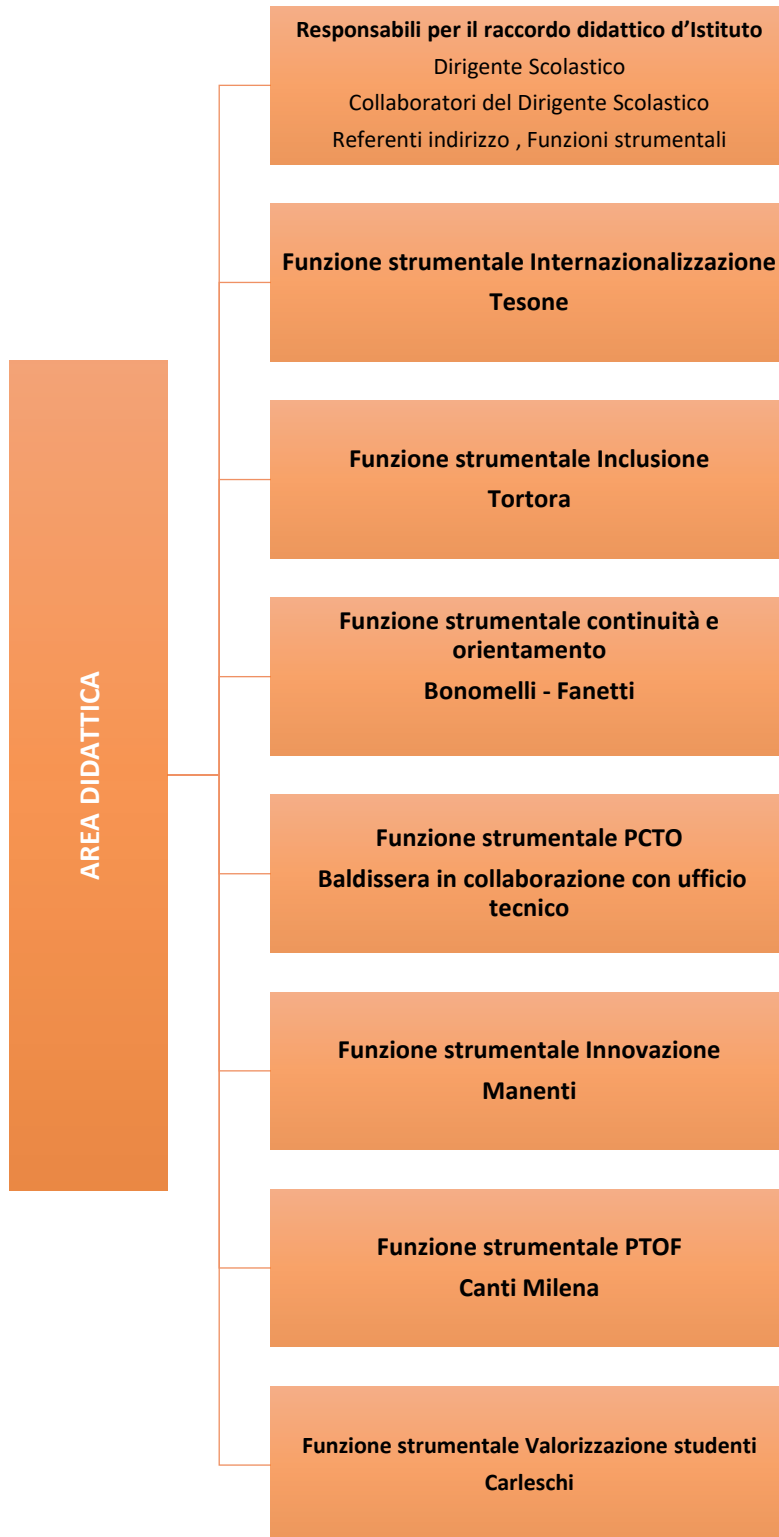 Responsabili per il raccordo didattico d’Istituto
Dirigente Scolastico
Collaboratori del Dirigente Scolastico
Referenti indirizzo , Funzioni strumentali
Funzione strumentale Internazionalizzazione
Tesone
Funzione strumentale Inclusione
Tortora
AREA DIDATTICA
Funzione strumentale continuità e
orientamento
Bonomelli - Fanetti
Funzione strumentale PCTO
Baldissera in collaborazione con ufficio
tecnico
Funzione strumentale Innovazione
Manenti
Funzione strumentale PTOF
Canti Milena
Funzione strumentale Valorizzazione studenti
Carleschi